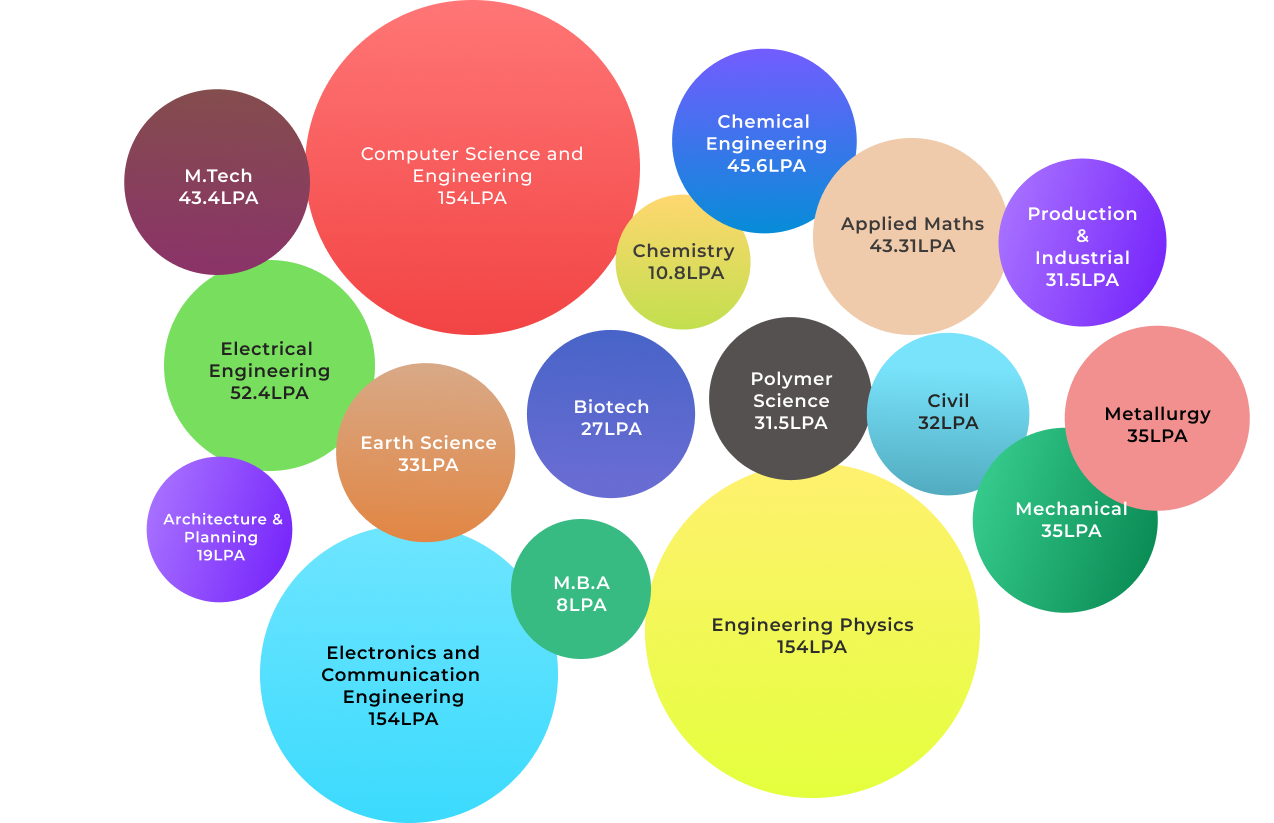 Computer Science and
Engineering
154LPA
M.Tech
43.4LPA
Chemical
Engineering
45.6LPA
Applied Maths
43.31LPA
Production
&
Industrial
31.5LPA
Chemistry
10.8LPA
Electrical
Engineering
52.4LPA
Earth Science
33LPA
Biotech
27LPA
Polymer
Science
31.5LPA
Civil
32LPA
Metallurgy
35LPA
Mechanical
35LPA
Architecture &
Planning
19LPA
M.B.A
8LPA
Engineering Physics
154LPA
Electronics and
Communication
Engineering
154LPA